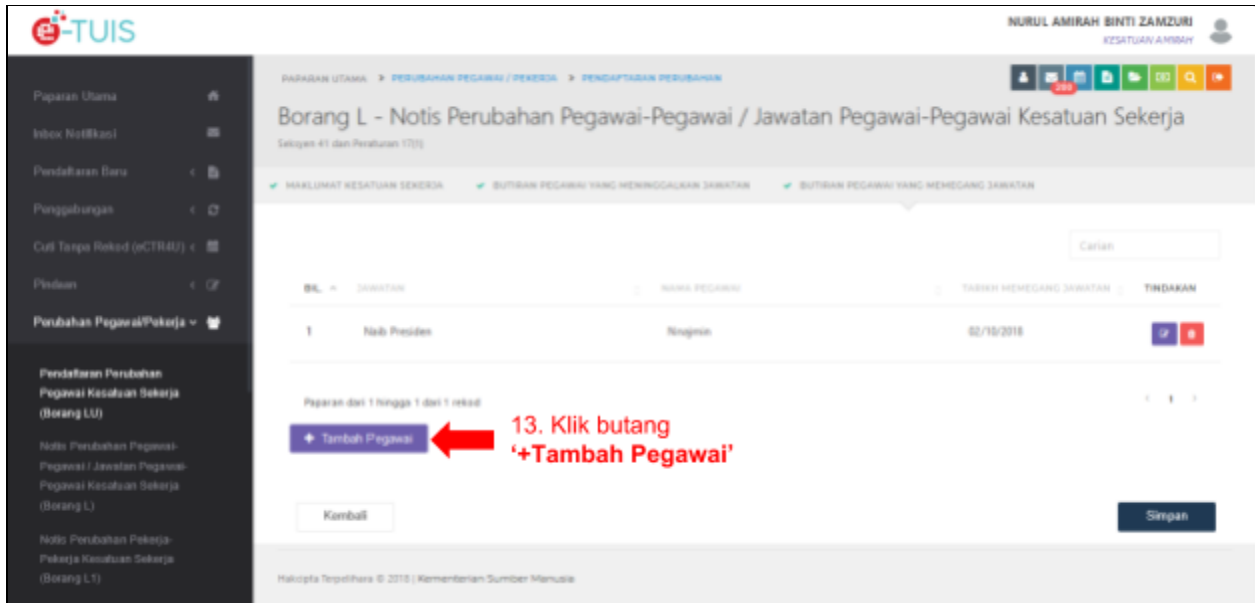 e-TUIS
NURUL AMIRAH BINTI ZAMZURI
KESATUAN AMIRAH
PAPARAN UTAMA > PERUBAHAN PEGAWAI / PEKERJA > PENDAFTARAN PERUBAHAN
280
Borang L - Notis Perubahan Pegawai-Pegawai / Jawatan Pegawai-Pegawai Kesatuan Sekerja
Seksyen 41 dan Peraturan 17(1)
Paparan Utama
Inbox Notifikasi
Pendaftaran Baru
Penggabungan
Cuti Tanpa Rekod (eCTR4U)
Pindaan
Perubahan Pegawai/Pekerja
Pendaftaran Perubahan
Pegawai Kesatuan Sekerja
(Borang LU)
Notis Perubahan Pegawai-
Pegawai / Jawatan Pegawai-
Pegawai Kesatuan Sekerja
(Borang L)
Notis Perubahan Pekerja-
Pekerja Kesatuan Sekerja
(Borang L1)
MAKLUMAT KESATUAN SEKERJA
BUTIRAN PEGAWAI YANG MENINGGALKAN JAWATAN
BUTIRAN PEGAWAI YANG MEMEGANG JAWATAN
Carian
BIL. JAWATAN NAMA PEGAWAI TARIKH MEMEGANG JAWATAN TINDAKAN
1 Naib Presiden Ninajmin 02/10/2018
Paparan dari 1 hingga 1 dari 1 rekod
< 1 >
+ Tambah Pegawai
13. Klik butang
‘+Tambah Pegawai’
Kembali
Simpan
Hakcipta Terpelihara © 2018 | Kementerian Sumber Manusia